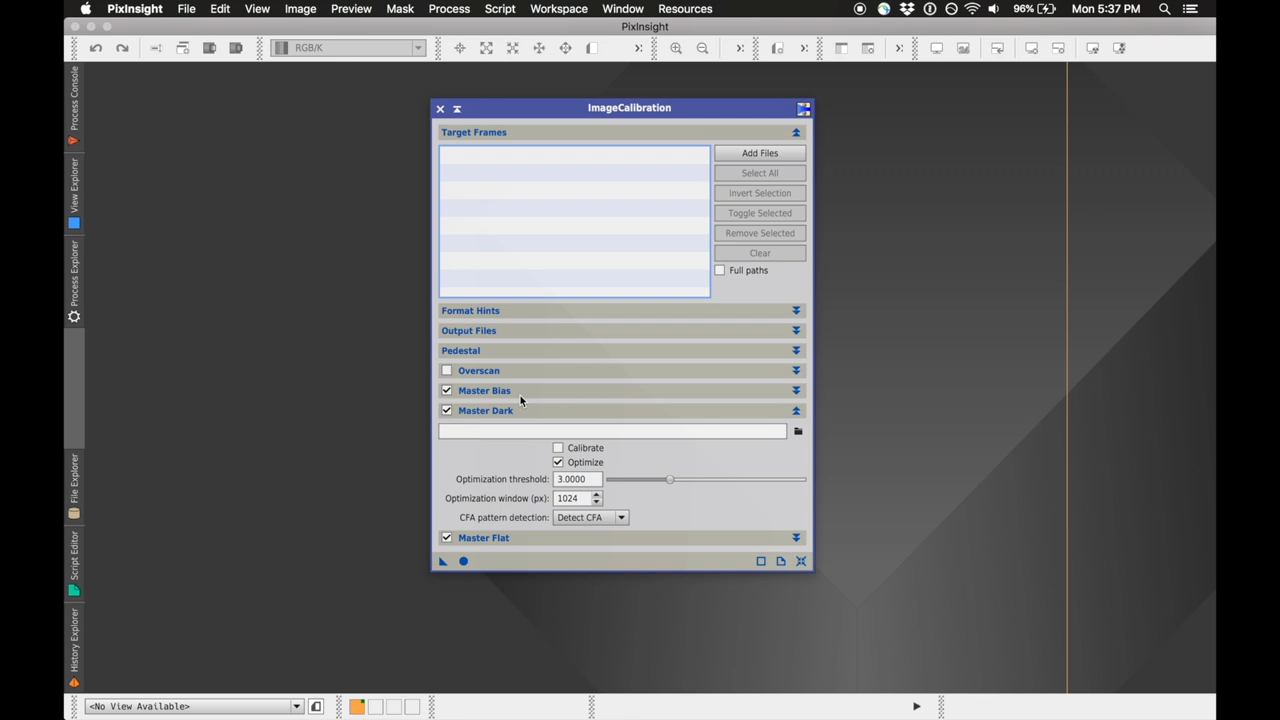 PixInsight File Edit View Image Preview Mask Process Script Workspace Window Resources 96% Mon 5:37 PM
PixInsight
RGB/K
Process Console
View Explorer
Process Explorer
File Explorer
Script Editor
History Explorer
ImageCalibration
Target Frames
Add Files
Select All
Invert Selection
Toggle Selected
Remove Selected
Clear
Full paths
Format Hints
Output Files
Pedestal
Overscan
Master Bias
Master Dark
Calibrate
Optimize
Optimization threshold: 3.0000
Optimization window (px): 1024
CFA pattern detection: Detect CFA
Master Flat
<No View Available>